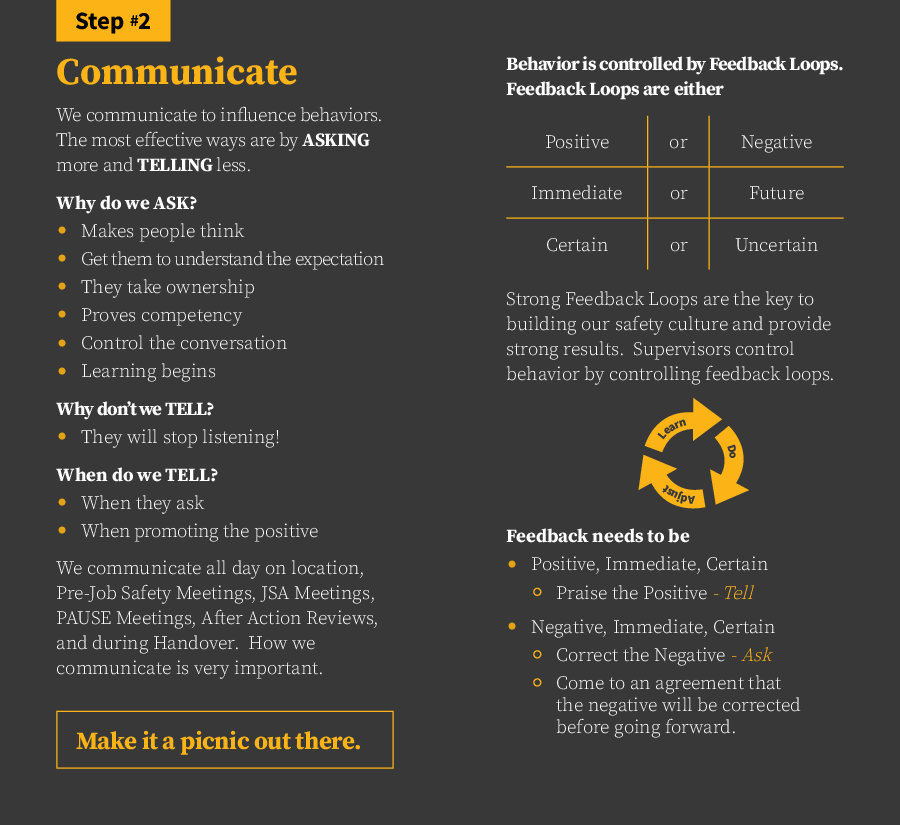 Step #2
Communicate
We communicate to influence behaviors.
The most effective ways are by ASKING
more and TELLING less.
Why do we ASK?
• Makes people think
• Get them to understand the expectation
• They take ownership
• Proves competency
• Control the conversation
• Learning begins
Why don't we TELL?
• They will stop listening!
When do we TELL?
• When they ask
• When promoting the positive
We communicate all day on location,
Pre-Job Safety Meetings, JSA Meetings,
PAUSE Meetings, After Action Reviews,
and during Handover.  How we
communicate is very important.
Make it a picnic out there.
Behavior is controlled by Feedback Loops.
Feedback Loops are either
Positive or Negative
Immediate or Future
Certain or Uncertain
Strong Feedback Loops are the key to
building our safety culture and provide
strong results.  Supervisors control
behavior by controlling feedback loops.
Learn
Do
Adjust
Feedback needs to be
• Positive, Immediate, Certain
○ Praise the Positive - Tell
• Negative, Immediate, Certain
○ Correct the Negative - Ask
○ Come to an agreement that
the negative will be corrected
before going forward.